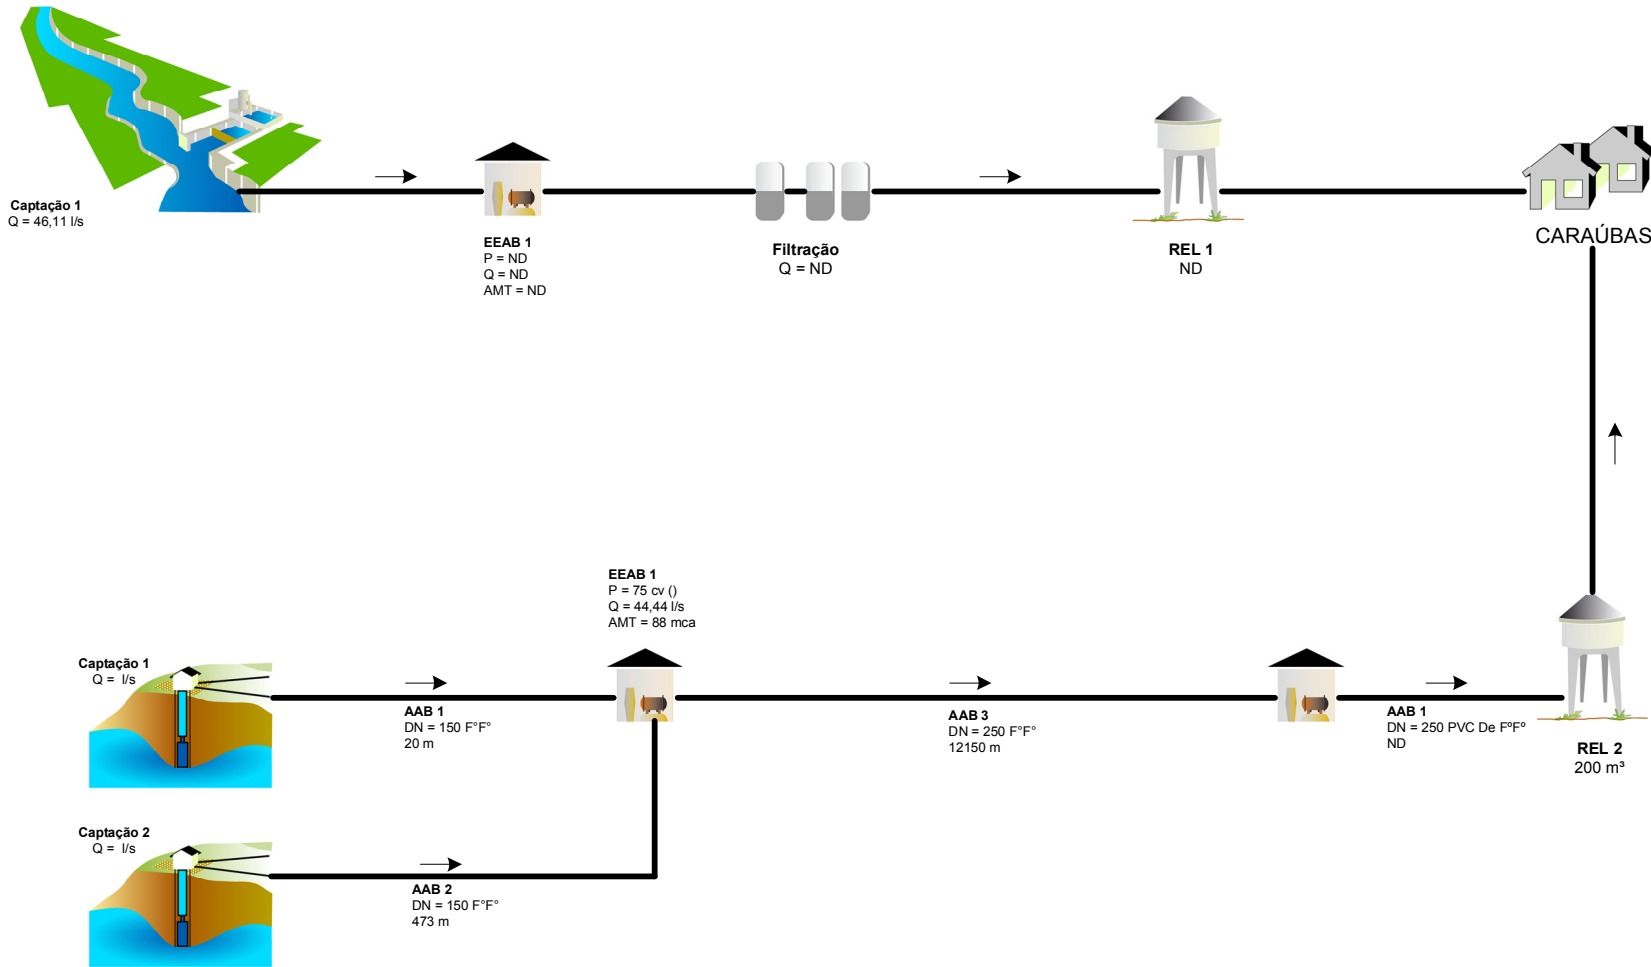 Captação 1
Q = 46,11 l/s
EEAB 1
P = ND
Q = ND
AMT = ND
Filtração
Q = ND
REL 1
ND
CARAÚBAS
EEAB 1
P = 75 cv ()
Q = 44,44 l/s
AMT = 88 mca
Captação 1
Q = l/s
AAB 1
DN = 150 F°F°
20 m
AAB 3
DN = 250 F°F°
12150 m
AAB 1
DN = 250 PVC De FºFº
ND
REL 2
200 m³
Captação 2
Q = l/s
AAB 2
DN = 150 F°F°
473 m